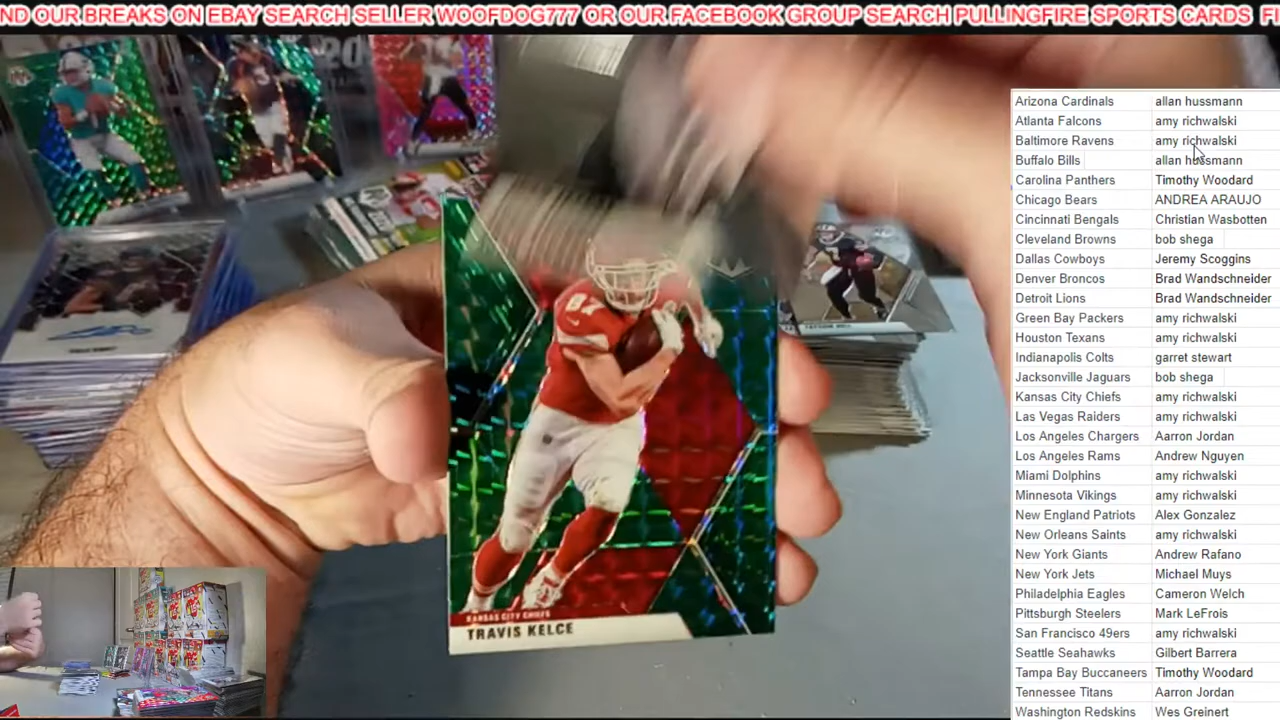 ND OUR BREAKS ON EBAY SEARCH SELLER WOOFDOG777 OR OUR FACEBOOK GROUP SEARCH PULLINGFIRE SPORTS CARDS FI
Arizona Cardinals allan hussmann
Atlanta Falcons amy richwalski
Baltimore Ravens amy richwalski
Buffalo Bills allan hussmann
Carolina Panthers Timothy Woodard
Chicago Bears ANDREA ARAUJO
Cincinnati Bengals Christian Wasbotten
Cleveland Browns bob shega
Dallas Cowboys Jeremy Scoggins
Denver Broncos Brad Wandschneider
Detroit Lions Brad Wandschneider
Green Bay Packers amy richwalski
Houston Texans amy richwalski
Indianapolis Colts garret stewart
Jacksonville Jaguars bob shega
Kansas City Chiefs amy richwalski
Las Vegas Raiders amy richwalski
Los Angeles Chargers Aarron Jordan
Los Angeles Rams Andrew Nguyen
Miami Dolphins amy richwalski
Minnesota Vikings amy richwalski
New England Patriots Alex Gonzalez
New Orleans Saints amy richwalski
New York Giants Andrew Rafano
New York Jets Michael Muys
Philadelphia Eagles Cameron Welch
Pittsburgh Steelers Mark LeFrois
San Francisco 49ers amy richwalski
Seattle Seahawks Gilbert Barrera
Tampa Bay Buccaneers Timothy Woodard
Tennessee Titans Aarron Jordan
Washington Redskins Wes Greinert
87
KANSAS CITY CHIEFS
TRAVIS KELCE
TAYSOM HILL